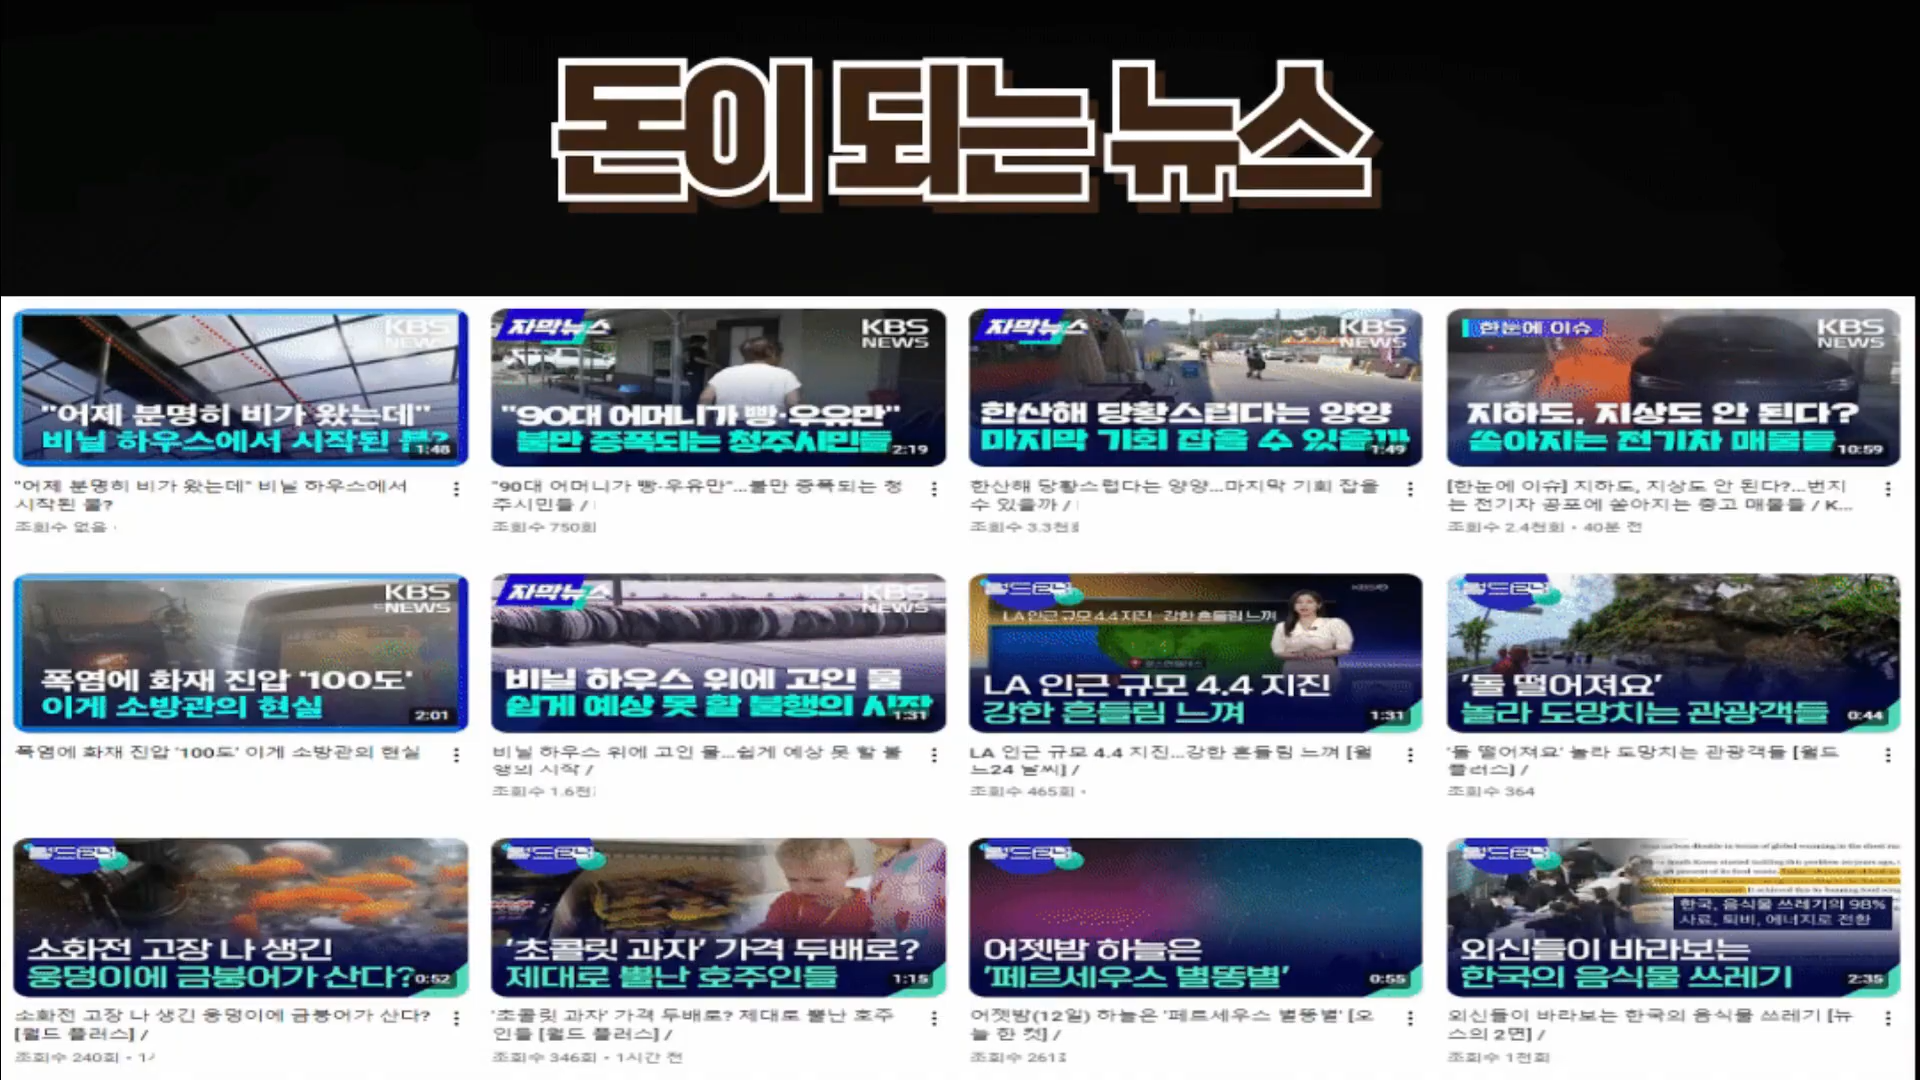 돈이 되는 뉴스
KBS
NEWS
"어제 분명히 비가 왔는데"
비닐 하우스에서 시작된 불?
1:48
"어제 분명히 비가 왔는데" 비닐 하우스에서
시작된 불?
조회수 없음
자막뉴스
KBS
NEWS
"90대 어머니가 빵·우유만"
불만 증폭되는 청주시민들
2:19
"90대 어머니가 빵·우유만"...불만 증폭되는 청
주시민들 /
조회수 750회
자막뉴스
KBS
NEWS
한산해 당황스럽다는 양양
마지막 기회 잡을 수 있을까
1:49
한산해 당황스럽다는 양양...마지막 기회 잡을
수 있을까 /
조회수 3.3천회
한눈에 이슈
KBS
NEWS
지하도, 지상도 안 된다?
쏟아지는 전기차 매물들
10:59
[한눈에 이슈] 지하도, 지상도 안 된다?...번지
는 전기차 공포에 쏟아지는 중고 매물들 / K...
조회수 2.4천회 • 40분 전
KBS
NEWS
폭염에 화재 진압 '100도'
이게 소방관의 현실
2:01
폭염에 화재 진압 '100도' 이게 소방관의 현실
자막뉴스
KBS
NEWS
비닐 하우스 위에 고인 물
쉽게 예상 못 할 불행의 시작
1:31
비닐 하우스 위에 고인 물...쉽게 예상 못 할 불
행의 시작 /
조회수 1.6천
월드24
LA 인근 규모 4.4 지진…강한 흔들림 느껴
LA 인근 규모 4.4 지진
강한 흔들림 느껴
1:31
LA 인근 규모 4.4 지진...강한 흔들림 느껴 [월
드24 날씨] /
조회수 465회 •
월드24
'돌 떨어져요'
놀라 도망치는 관광객들
0:44
'돌 떨어져요' 놀라 도망치는 관광객들 [월드
플러스] /
조회수 364
월드24
소화전 고장 나 생긴
웅덩이에 금붕어가 산다?
0:52
소화전 고장 나 생긴 웅덩이에 금붕어가 산다?
[월드 플러스] /
조회수 240회 • 1
월드24
'초콜릿 과자' 가격 두배로?
제대로 뿔난 호주인들
1:15
'초콜릿 과자' 가격 두배로? 제대로 뿔난 호주
인들 [월드 플러스] /
조회수 346회 • 1시간 전
월드24
어젯밤 하늘은
'페르세우스 별똥별'
0:55
어젯밤(12일) 하늘은 '페르세우스 별똥별' [오
늘 한 컷] /
조회수 261회
월드24
한국, 음식물 쓰레기의 98%
사료, 퇴비, 에너지로 전환
외신들이 바라보는
한국의 음식물 쓰레기
2:35
외신들이 바라보는 한국의 음식물 쓰레기 [뉴
스의 2면] /
조회수 1천회